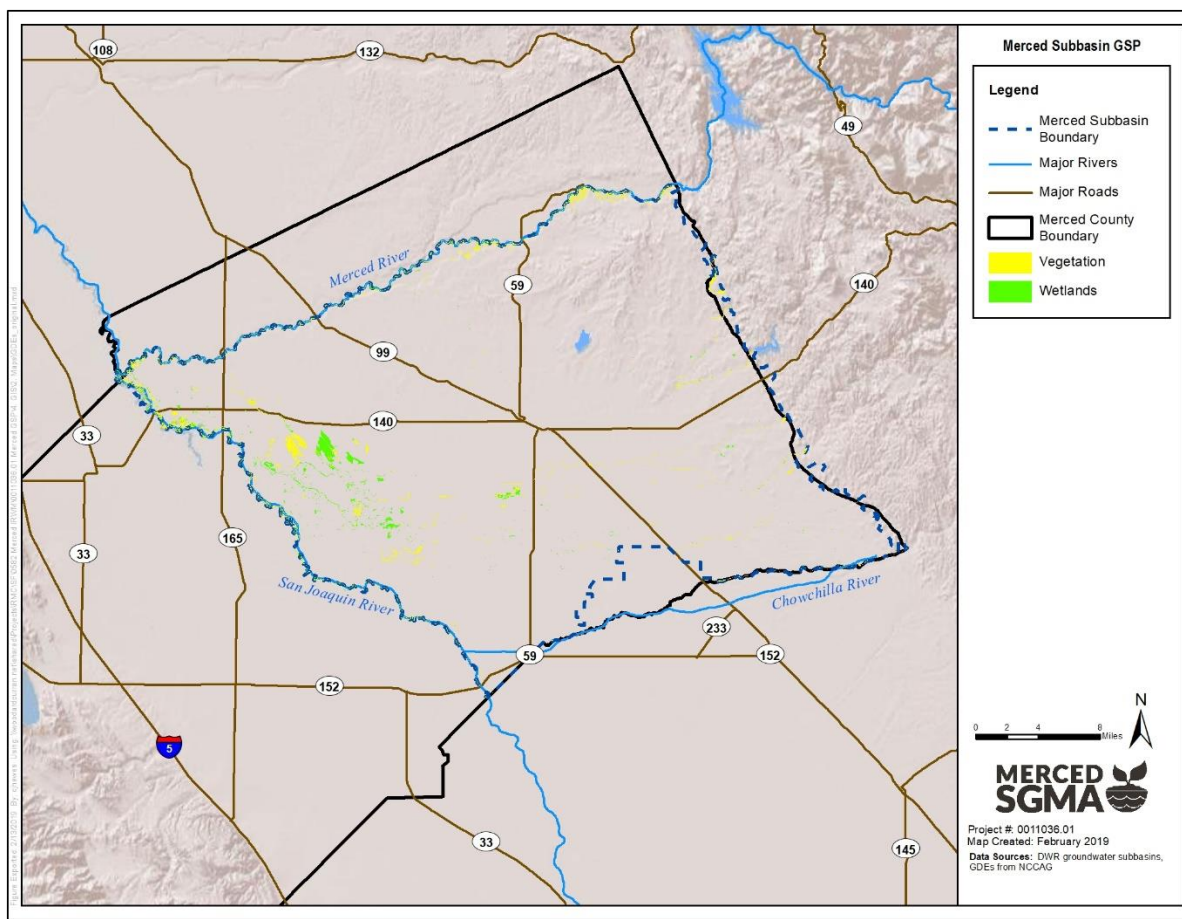 108
132
49
Merced River
59
140
99
140
33
33
165
San Joaquin River
Chowchilla River
233
59
152
152
5
33
145
Merced Subbasin GSP
Legend
Merced Subbasin
Boundary
Major Rivers
Major Roads
Merced County
Boundary
Vegetation
Wetlands
N
0 2 4 8
Miles
MERCED
SGMA
Project #: 0011036.01
Map Created: February 2019
Data Sources: DWR groundwater subbasins,
GDEs from NCCAG